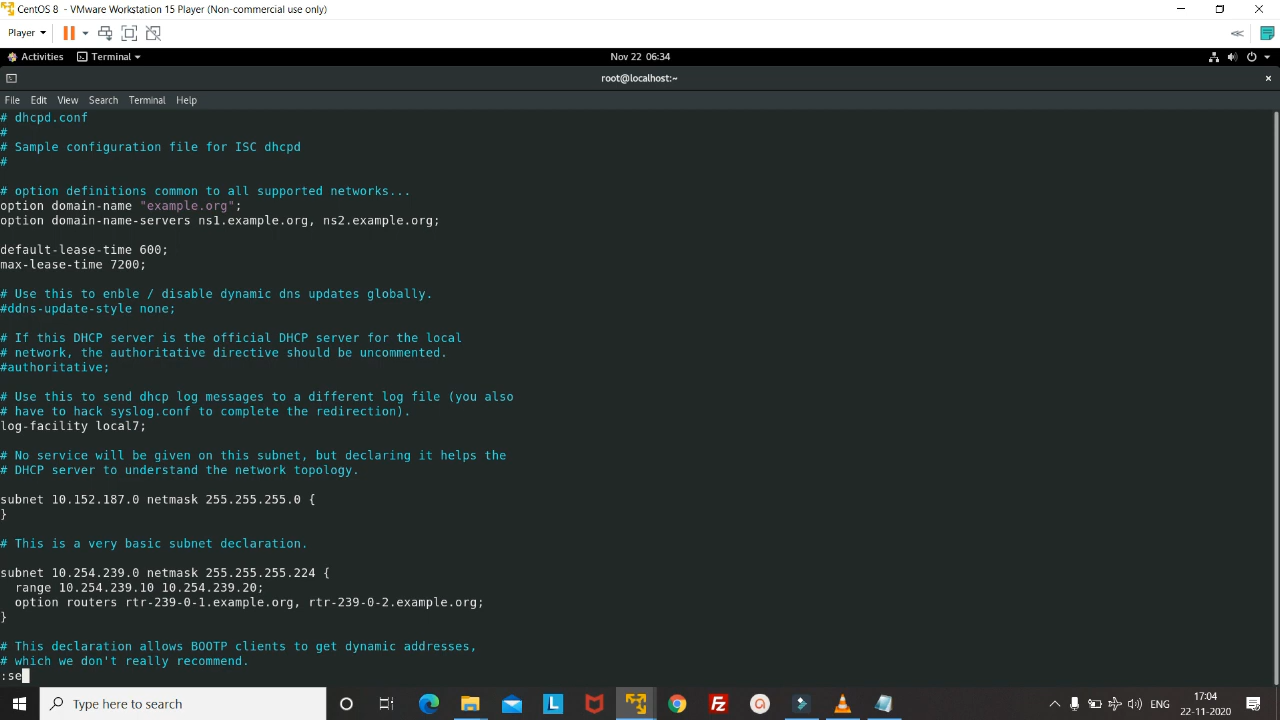 CentOS 8 - VMware Workstation 15 Player (Non-commercial use only)
Player
Activities Terminal Nov 22 06:34
root@localhost:~
File Edit View Search Terminal Help
# dhcpd.conf
#
# Sample configuration file for ISC dhcpd
#
# option definitions common to all supported networks...
option domain-name "example.org";
option domain-name-servers ns1.example.org, ns2.example.org;
default-lease-time 600;
max-lease-time 7200;
# Use this to enble / disable dynamic dns updates globally.
#ddns-update-style none;
# If this DHCP server is the official DHCP server for the local
# network, the authoritative directive should be uncommented.
#authoritative;
# Use this to send dhcp log messages to a different log file (you also
# have to hack syslog.conf to complete the redirection).
log-facility local7;
# No service will be given on this subnet, but declaring it helps the
# DHCP server to understand the network topology.
subnet 10.152.187.0 netmask 255.255.255.0 {
}
# This is a very basic subnet declaration.
subnet 10.254.239.0 netmask 255.255.255.224 {
range 10.254.239.10 10.254.239.20;
option routers rtr-239-0-1.example.org, rtr-239-0-2.example.org;
}
# This declaration allows BOOTP clients to get dynamic addresses,
# which we don't really recommend.
:se
Type here to search
17:04
22-11-2020